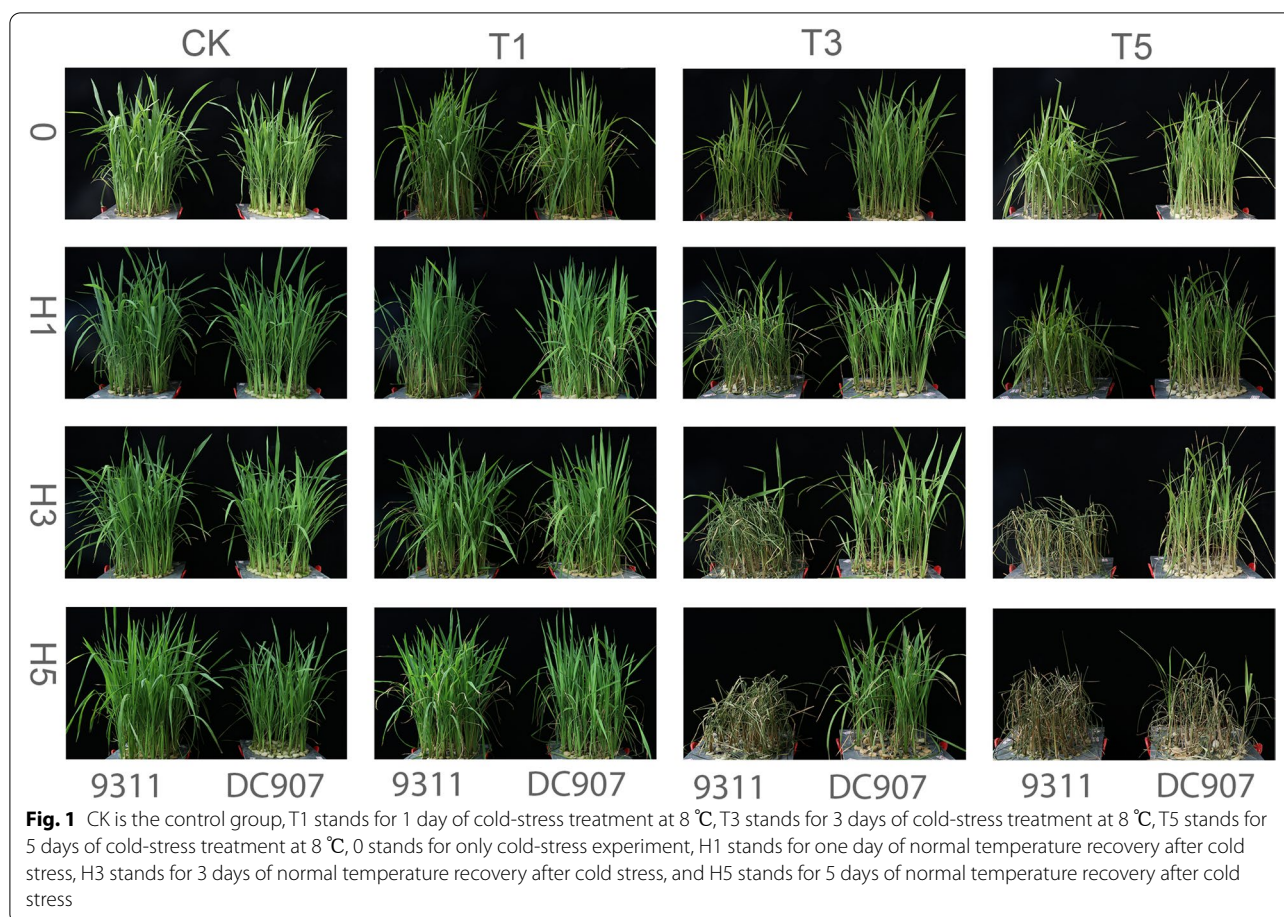 CK T1 T3 T5
0
H1
H3
H5
9311 DC907 9311 DC907 9311 DC907 9311 DC907
Fig. 1 CK is the control group, T1 stands for 1 day of cold-stress treatment at 8 ℃, T3 stands for 3 days of cold-stress treatment at 8 ℃, T5 stands for
5 days of cold-stress treatment at 8 ℃, 0 stands for only cold-stress experiment, H1 stands for one day of normal temperature recovery after cold
stress, H3 stands for 3 days of normal temperature recovery after cold stress, and H5 stands for 5 days of normal temperature recovery after cold
stress